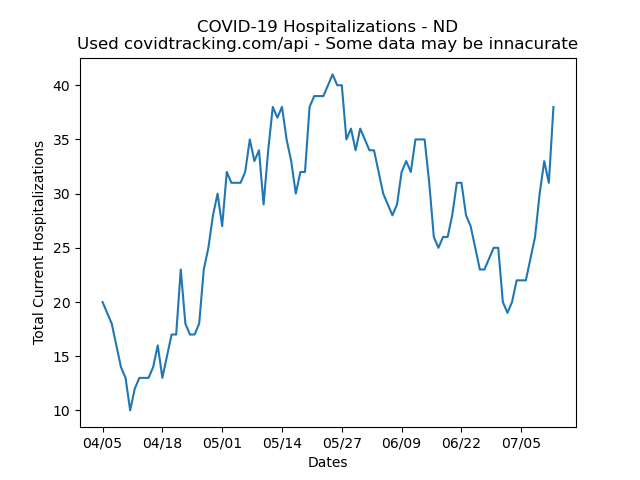 COVID-19 Hospitalizations - ND
Used covidtracking.com/api - Some data may be innacurate
Total Current Hospitalizations
40
35
30
25
20
15
10
04/05 04/18 05/01 05/14 05/27 06/09 06/22 07/05
Dates